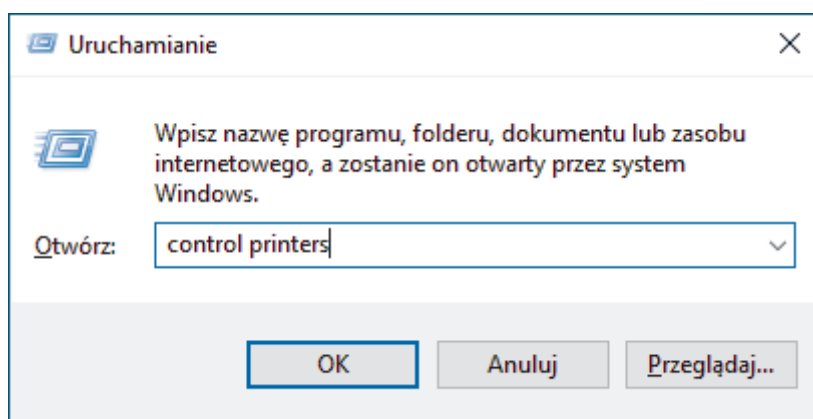 Uruchamianie
Wpisz nazwę programu, folderu, dokumentu lub zasobu
internetowego, a zostanie on otwarty przez system
Windows.
Otwórz: control printers
OK Anuluj Przeglądaj...